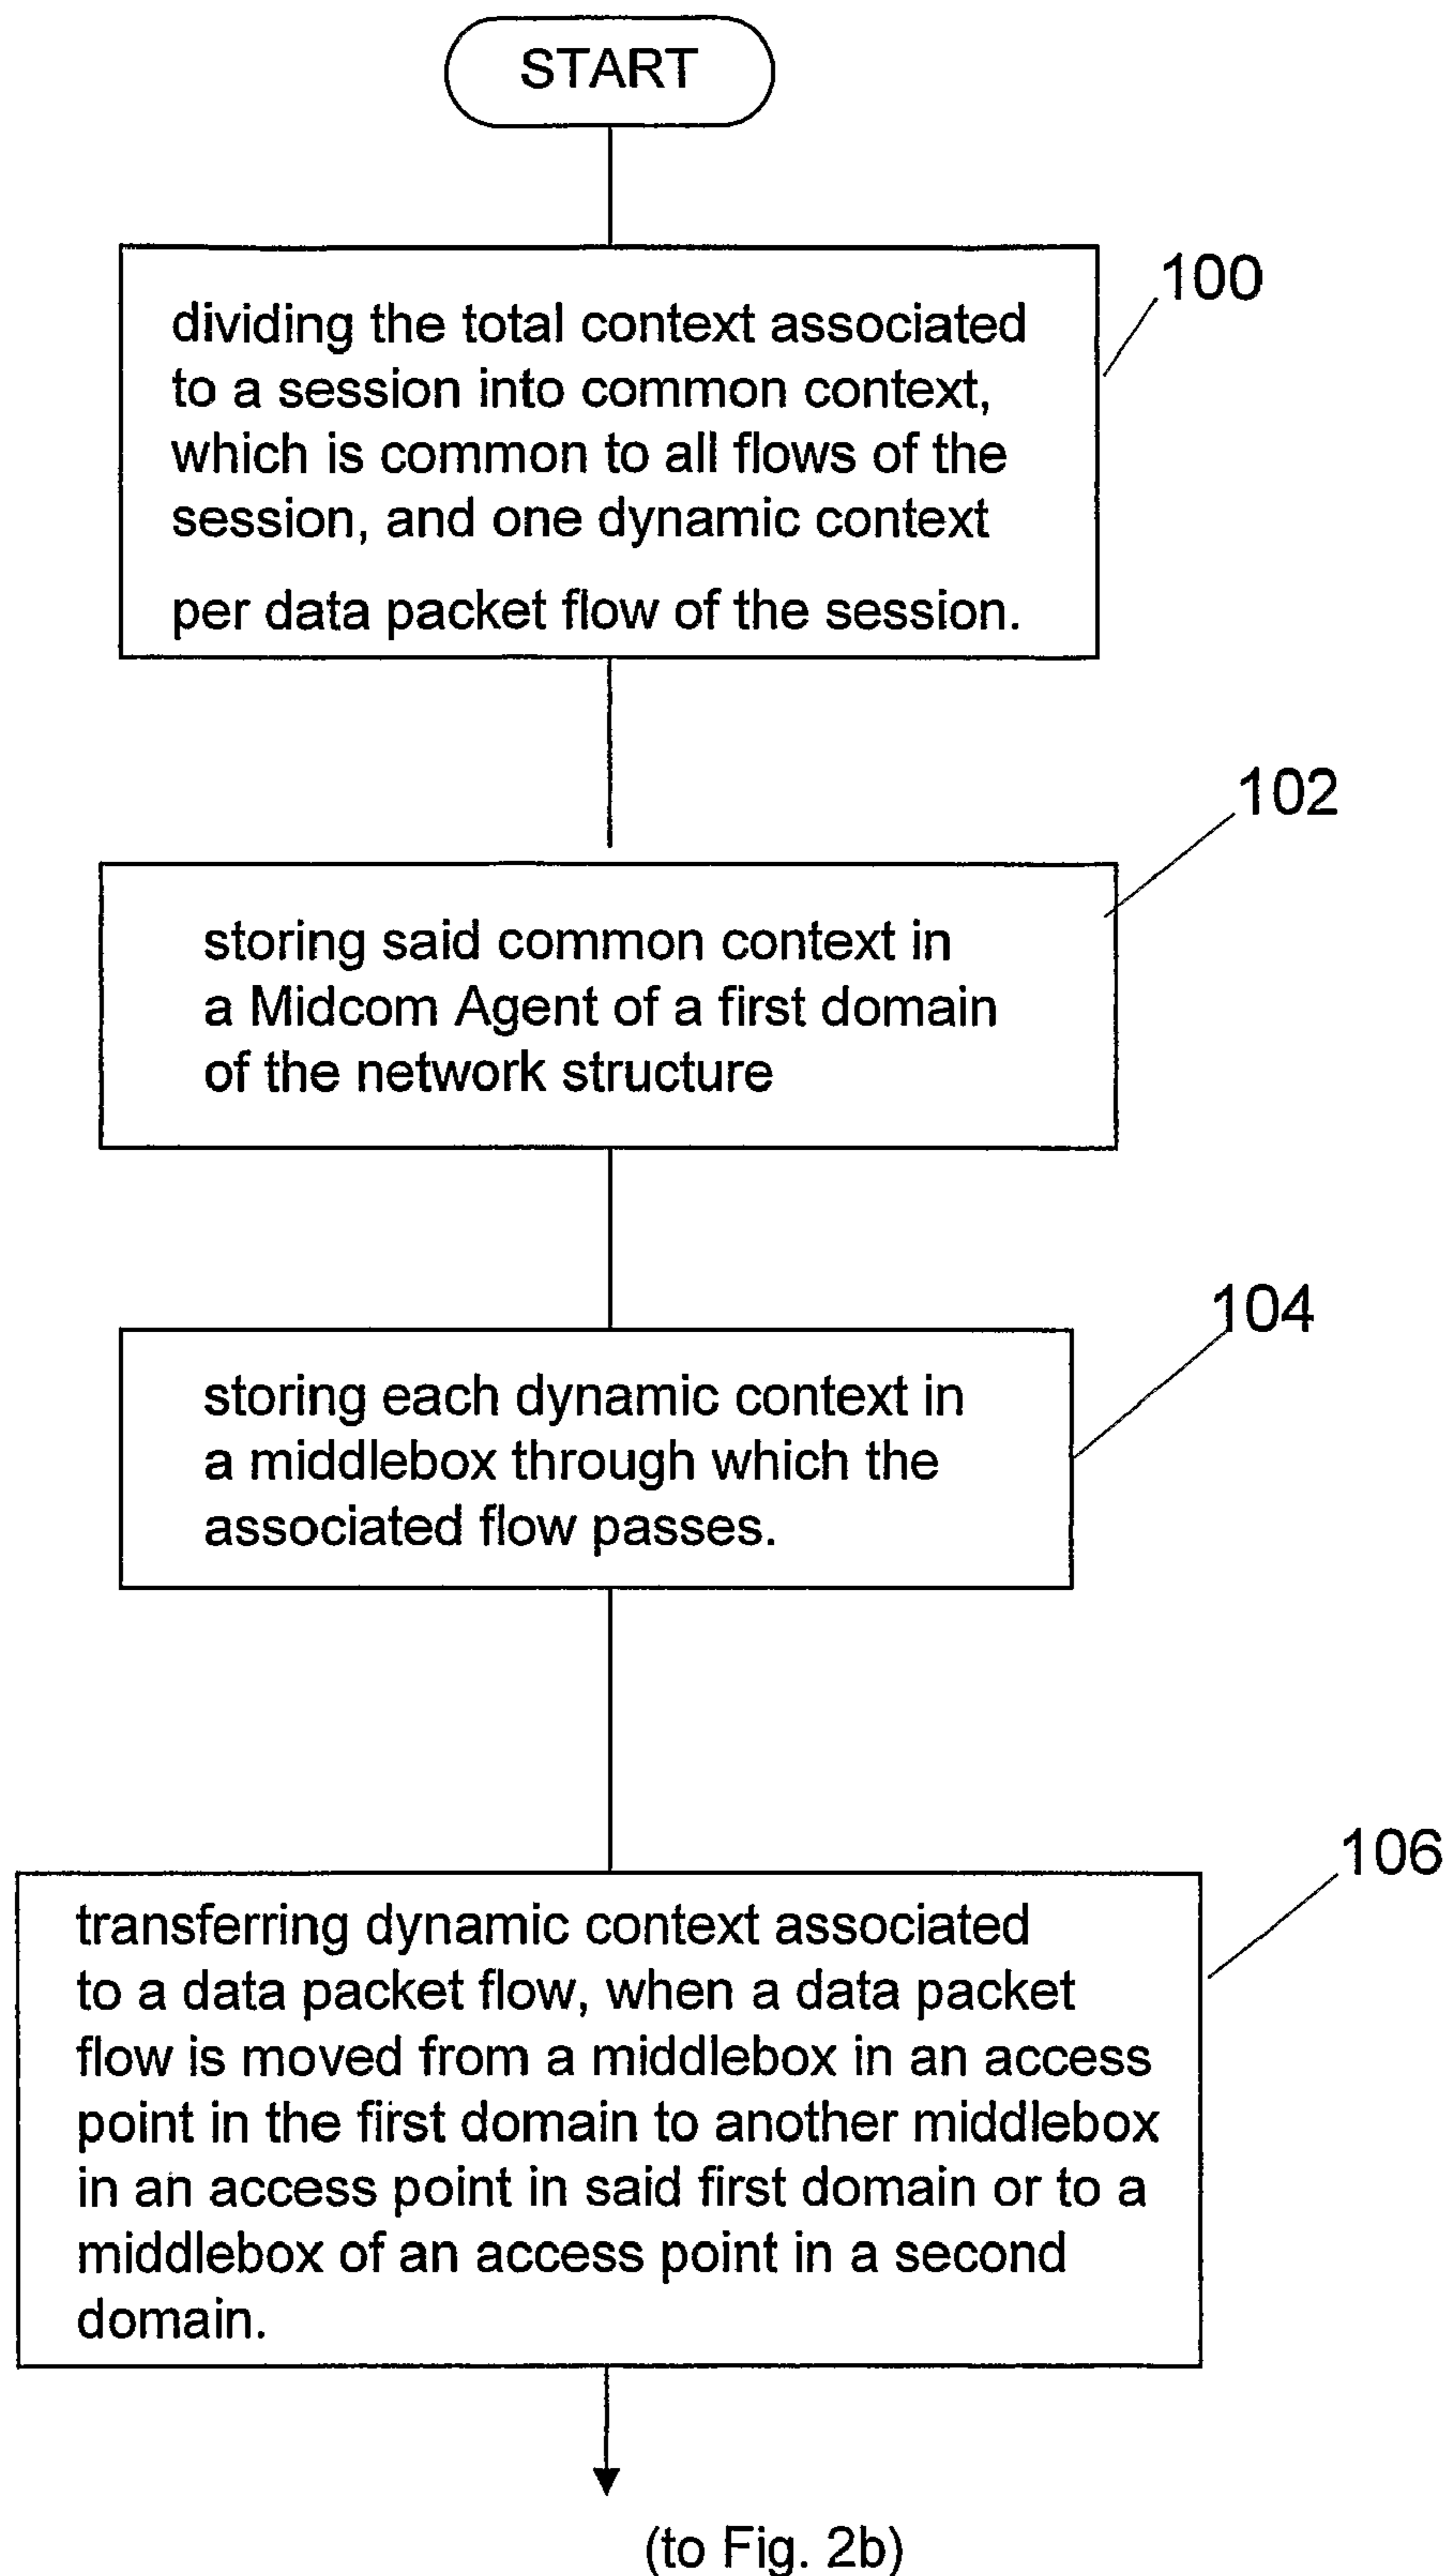 START
100
dividing the total context associated
to a session into common context,
which is common to all flows of the
session, and one dynamic context
per data packet flow of the session.
102
storing said common context in
a Midcom Agent of a first domain
of the network structure
104
storing each dynamic context in
a middlebox through which the
associated flow passes.
106
transferring dynamic context associated
to a data packet flow, when a data packet
flow is moved from a middlebox in an access
point in the first domain to another middlebox
in an access point in said first domain or to a
middlebox of an access point in a second
domain.
(to Fig. 2b)